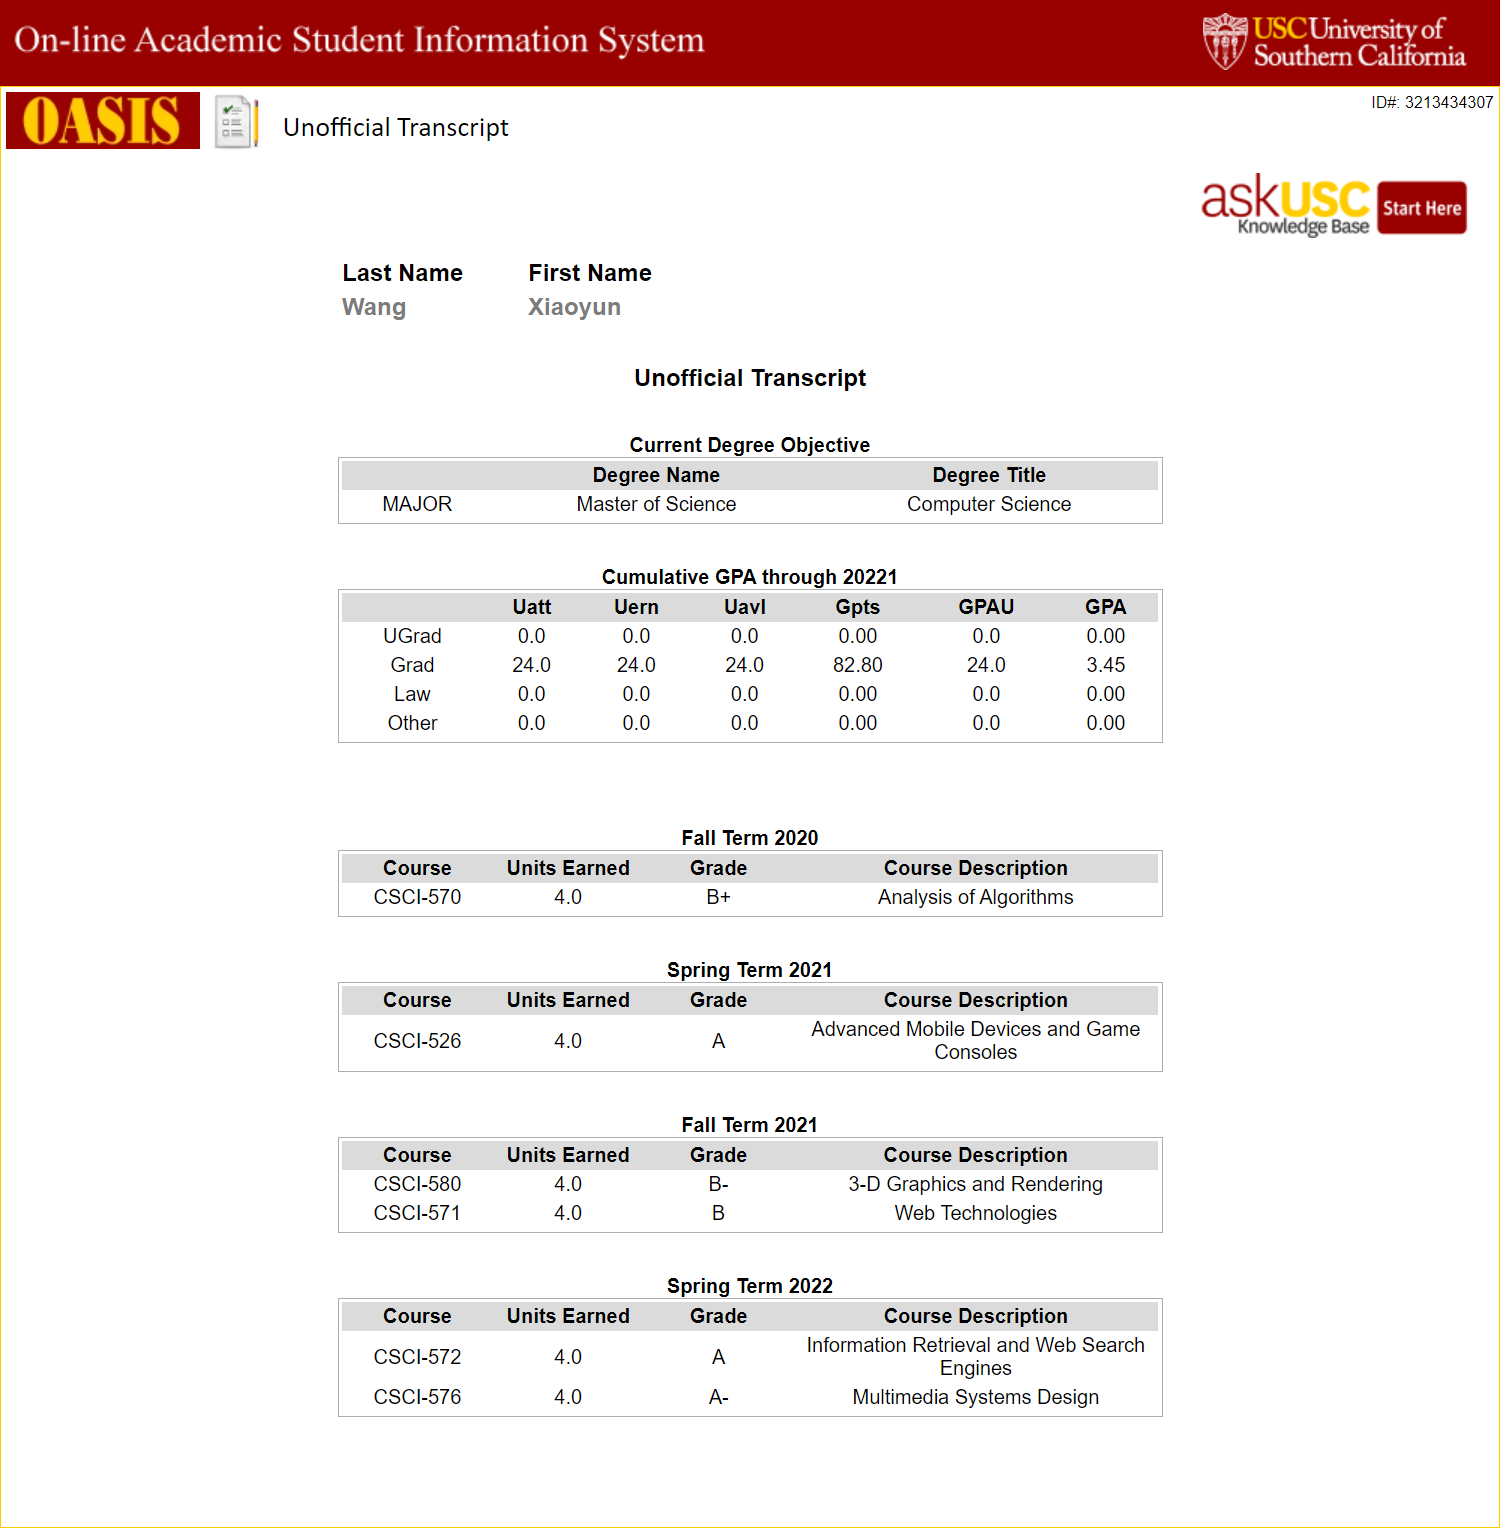 On-line Academic Student Information System
USC University of
Southern California
OASIS
Unofficial Transcript
ID#: 3213434307
askUSC
Knowledge Base
Start Here
Last Name First Name
Wang Xiaoyun
Unofficial Transcript
Current Degree Objective
Degree Name Degree Title
MAJOR Master of Science Computer Science
Cumulative GPA through 20221
Uatt Uern Uavl Gpts GPAU GPA
UGrad 0.0 0.0 0.0 0.00 0.0 0.00
Grad 24.0 24.0 24.0 82.80 24.0 3.45
Law 0.0 0.0 0.0 0.00 0.0 0.00
Other 0.0 0.0 0.0 0.00 0.0 0.00
Fall Term 2020
Course Units Earned Grade Course Description
CSCI-570 4.0 B+ Analysis of Algorithms
Spring Term 2021
Course Units Earned Grade Course Description
CSCI-526 4.0 A Advanced Mobile Devices and Game
Consoles
Fall Term 2021
Course Units Earned Grade Course Description
CSCI-580 4.0 B- 3-D Graphics and Rendering
CSCI-571 4.0 B Web Technologies
Spring Term 2022
Course Units Earned Grade Course Description
CSCI-572 4.0 A Information Retrieval and Web Search
Engines
CSCI-576 4.0 A- Multimedia Systems Design